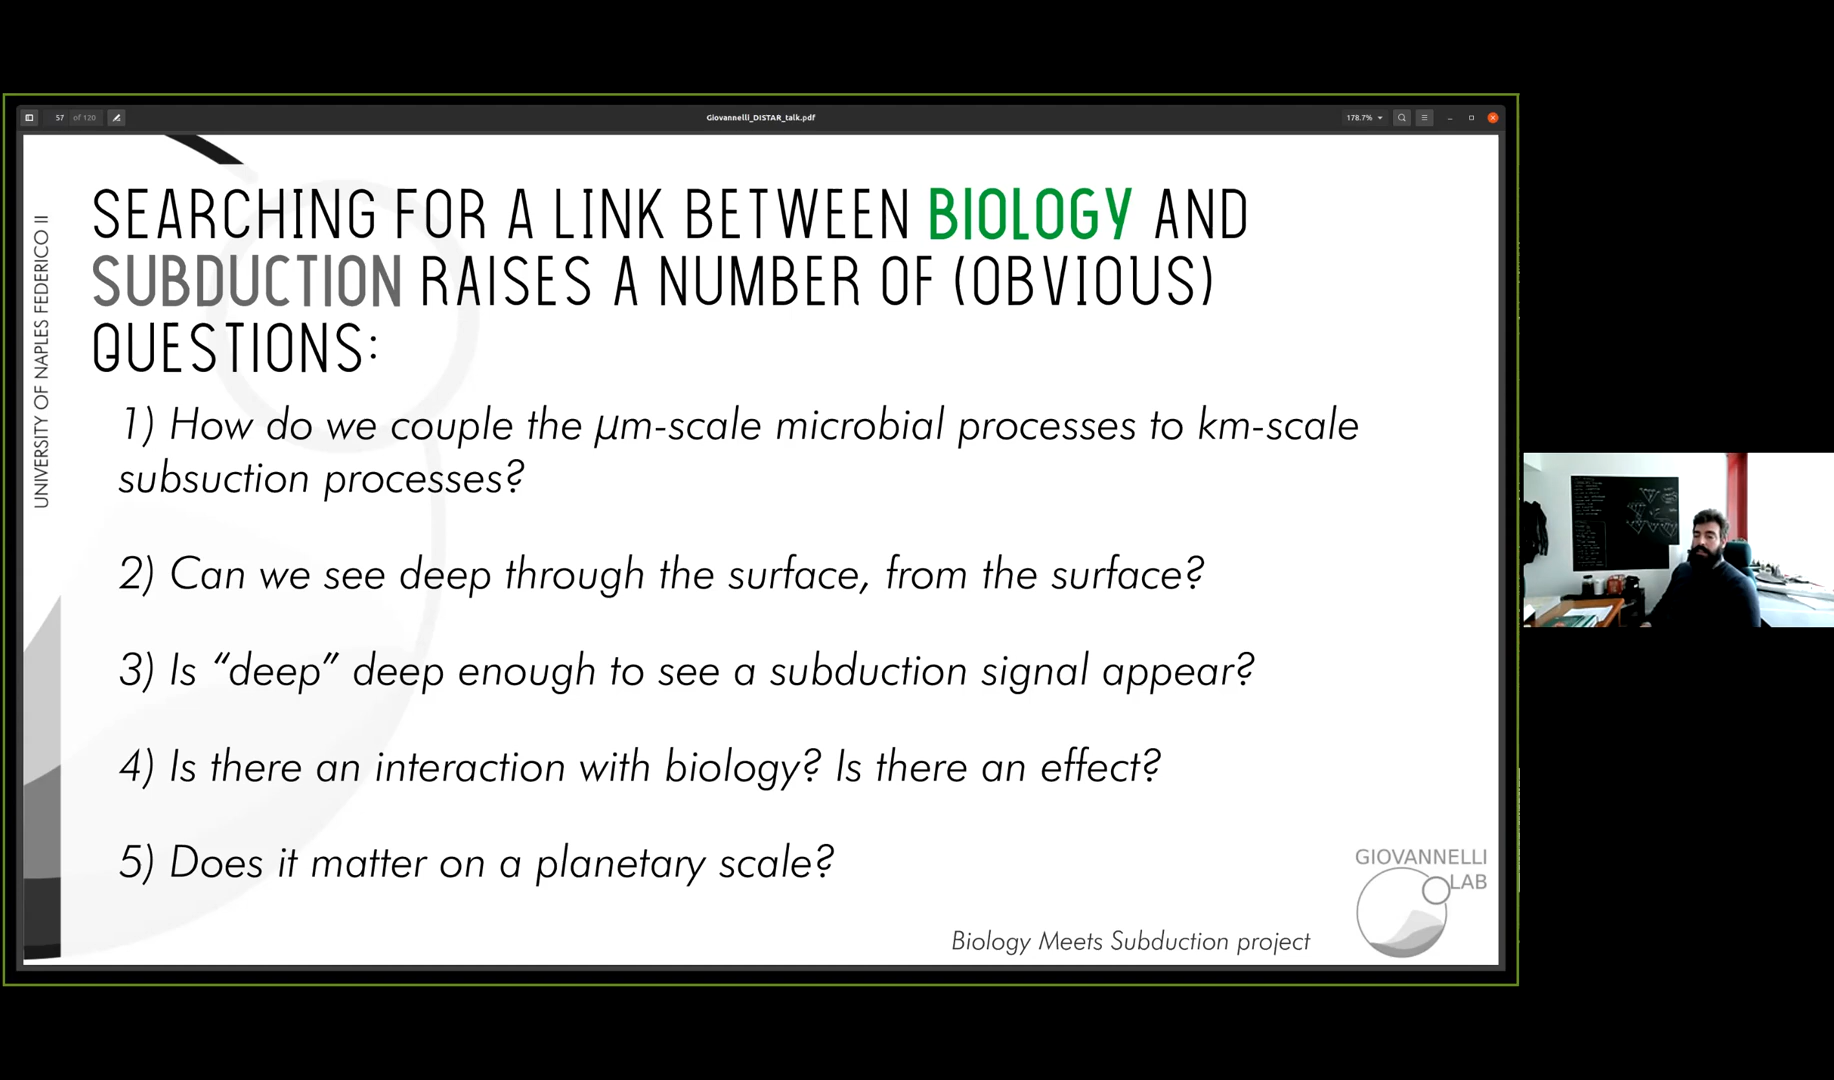 57 of 120
Giovannelli_DISTAR_talk.pdf
178.7%
UNIVERSITY OF NAPLES FEDERICO II
SEARCHING FOR A LINK BETWEEN BIOLOGY AND
SUBDUCTION RAISES A NUMBER OF (OBVIOUS)
QUESTIONS:
1) How do we couple the µm-scale microbial processes to km-scale
subsuction processes?
2) Can we see deep through the surface, from the surface?
3) Is “deep” deep enough to see a subduction signal appear?
4) Is there an interaction with biology? Is there an effect?
5) Does it matter on a planetary scale?
GIOVANNELLI
LAB
Biology Meets Subduction project